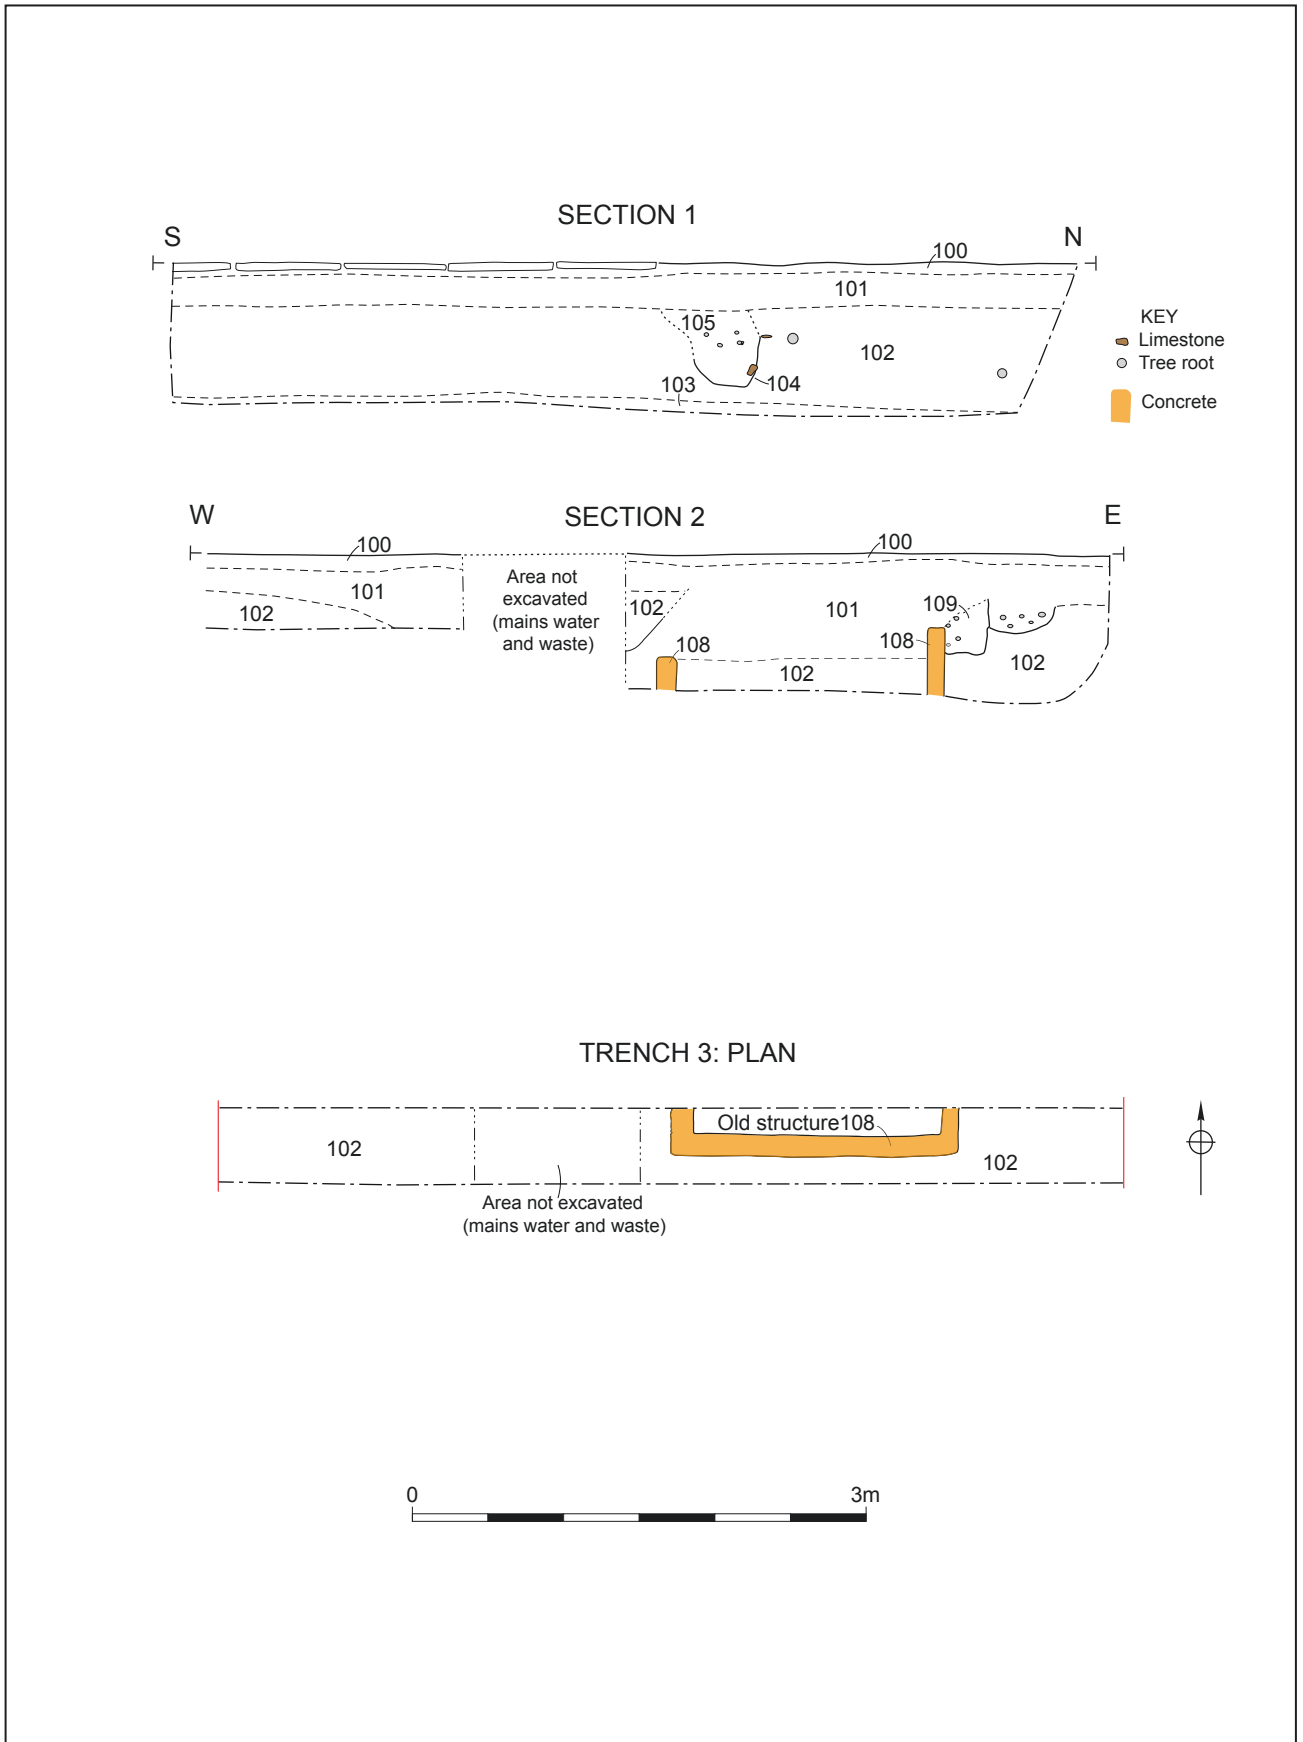 SECTION 1
S
N
100
101
105
102
103
104
KEY
Limestone
Tree root
Concrete
W
SECTION 2
E
100
100
Area not
excavated
(mains water
and waste)
101
102
102
101
109
108
108
102
102
TRENCH 3: PLAN
Old structure108
102
102
Area not excavated
(mains water and waste)
0
3m